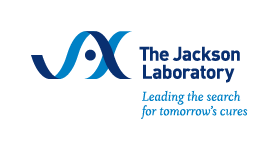 The Jackson
Laboratory
Leading the search
for tomorrow's cures